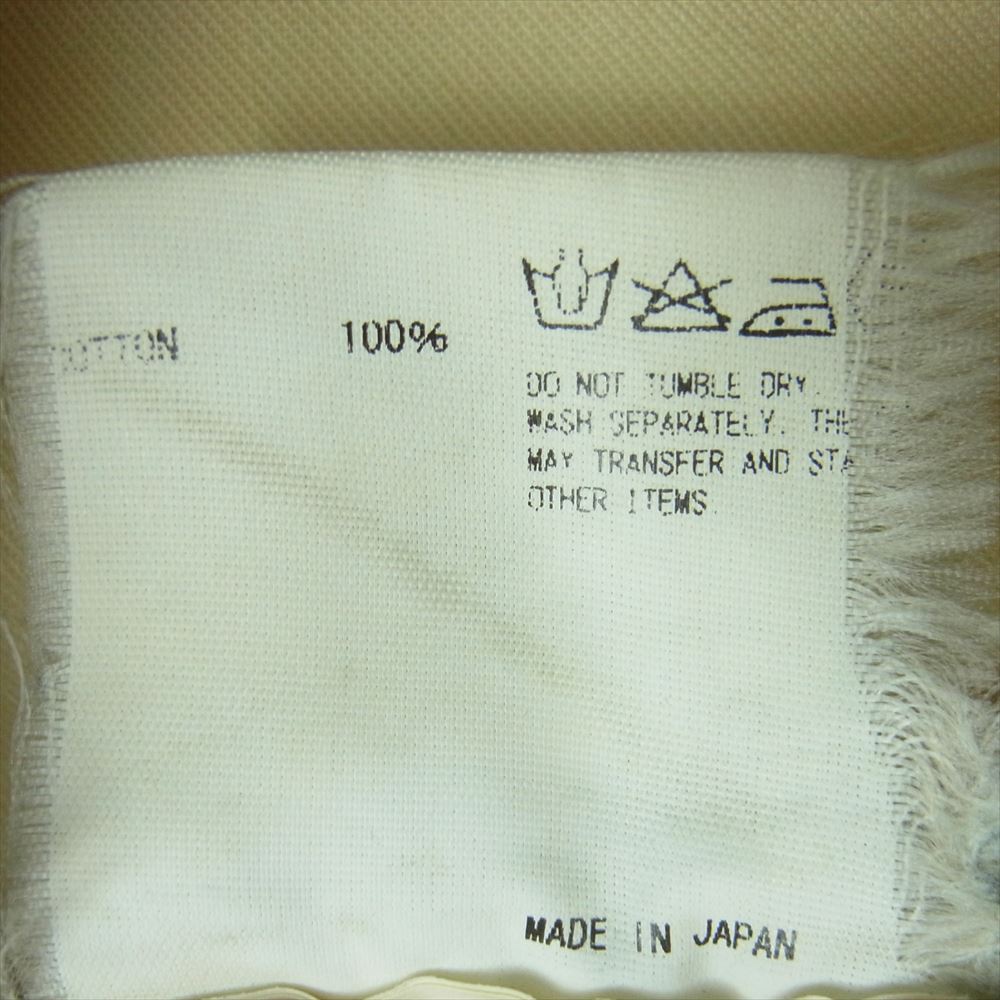 COTTON 100%
DO NOT TUMBLE DRY.
WASH SEPARATELY. THE
MAY TRANSFER AND STA
OTHER ITEMS.
MADE IN JAPAN